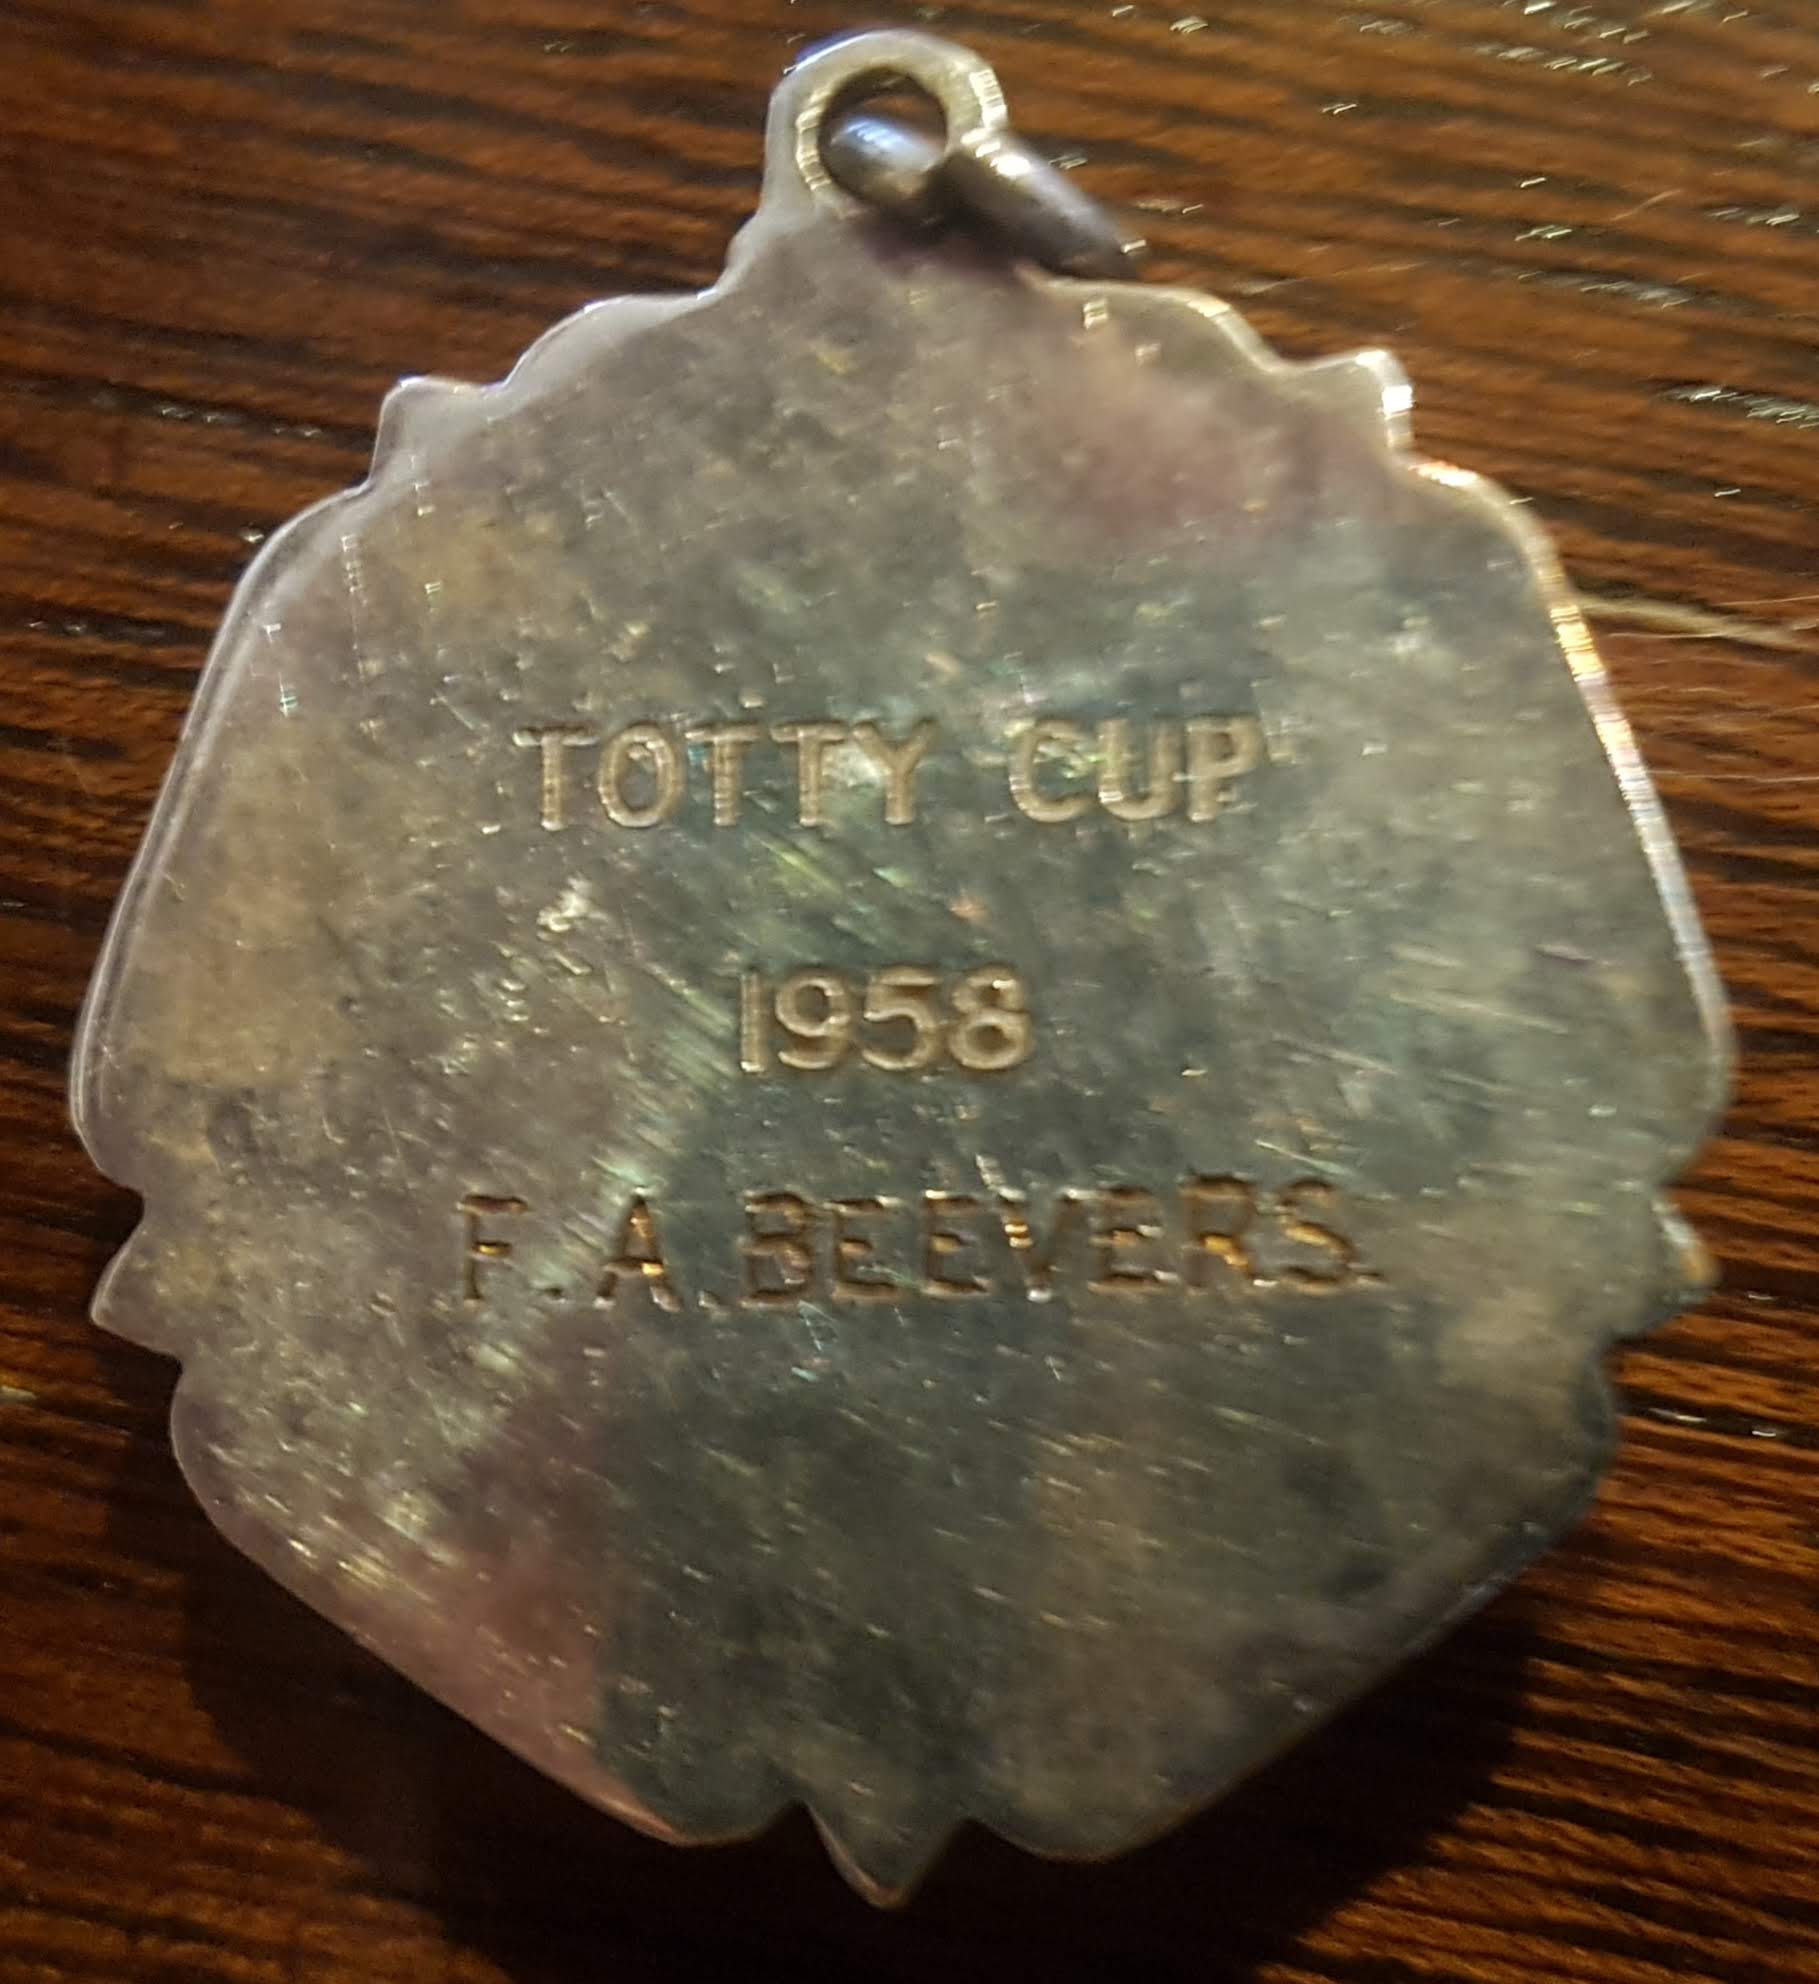 TOTTY CUP
1958
F.A.BEEVERS.